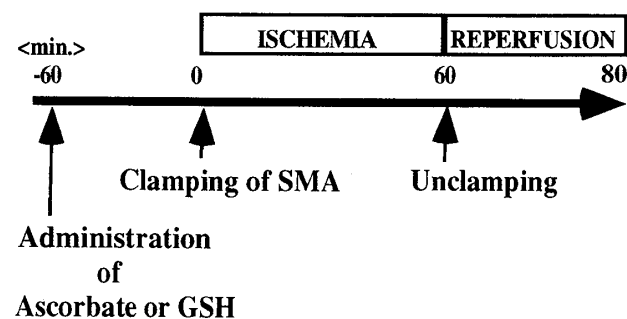 ISCHEMIA REPERFUSION
<min.>
-60 0 60 80
Clamping of SMA Unclamping
Administration
of
Ascorbate or GSH